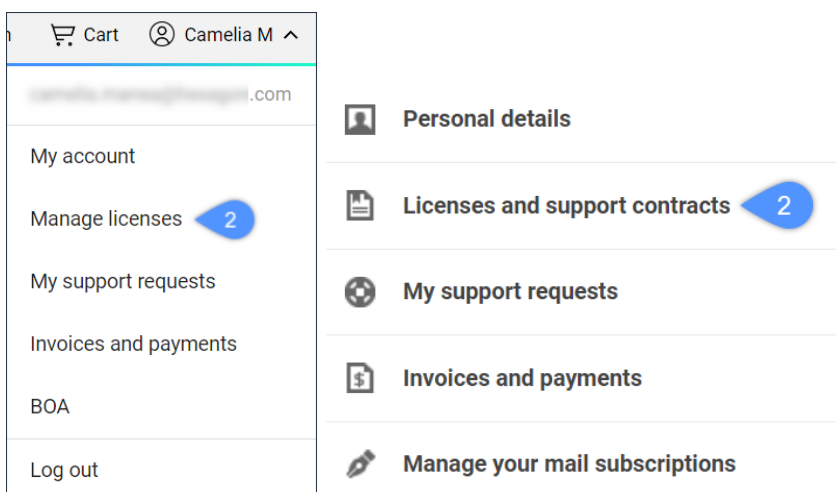 Cart
Camelia M
.com
My account
Manage licenses
2
My support requests
Invoices and payments
BOA
Log out
Personal details
Licenses and support contracts
2
My support requests
Invoices and payments
Manage your mail subscriptions